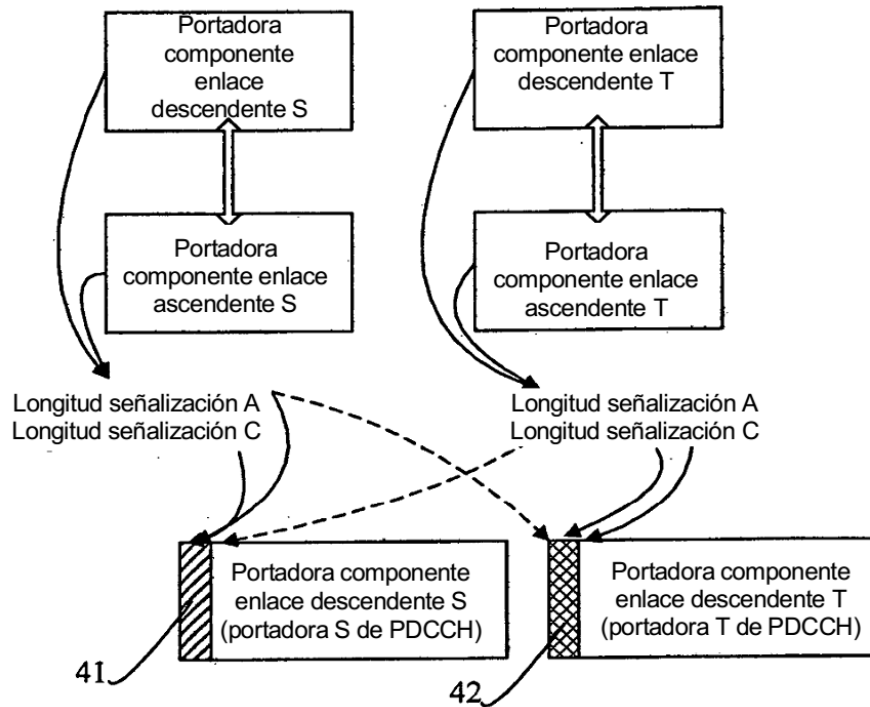 Portadora
componente
enlace
descendente S
Portadora
componente
enlace
descendente T
Portadora
componente enlace
ascendente S
Portadora
componente enlace
ascendente T
Longitud señalización A
Longitud señalización C
Longitud señalización A
Longitud señalización C
Portadora componente
enlace descendente S
(portadora S de PDCCH)
Portadora componente
enlace descendente T
(portadora T de PDCCH)
41
42